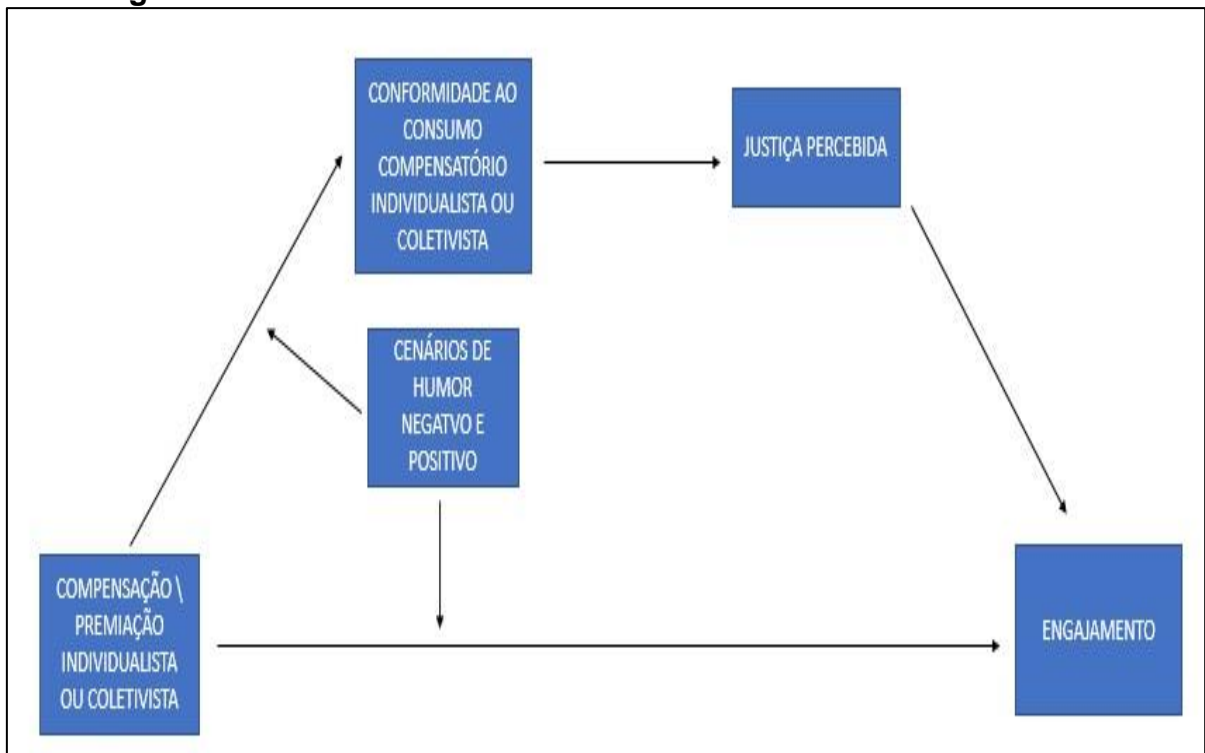 CONFORMIDADE AO
CONSUMO
COMPENSATÓRIO
INDIVIDUALISTA OU
COLETIVISTA
JUSTIÇA PERCEBIDA
CENÁRIOS DE
HUMOR
NEGATVO E
POSITIVO
COMPENSAÇÃO \
PREMIAÇÃO
INDIVIDUALISTA
OU COLETIVISTA
ENGAJAMENTO